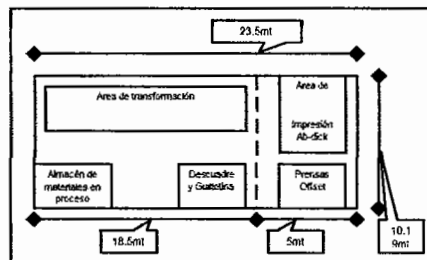 23.5mt
Area de transformación
Area de
Impresión
Ab-dick
Almacén de
materiales en
proceso
Descuadre
y Guillotina
Prensas
Offset
18.5mt
5mt
10.1
9mt